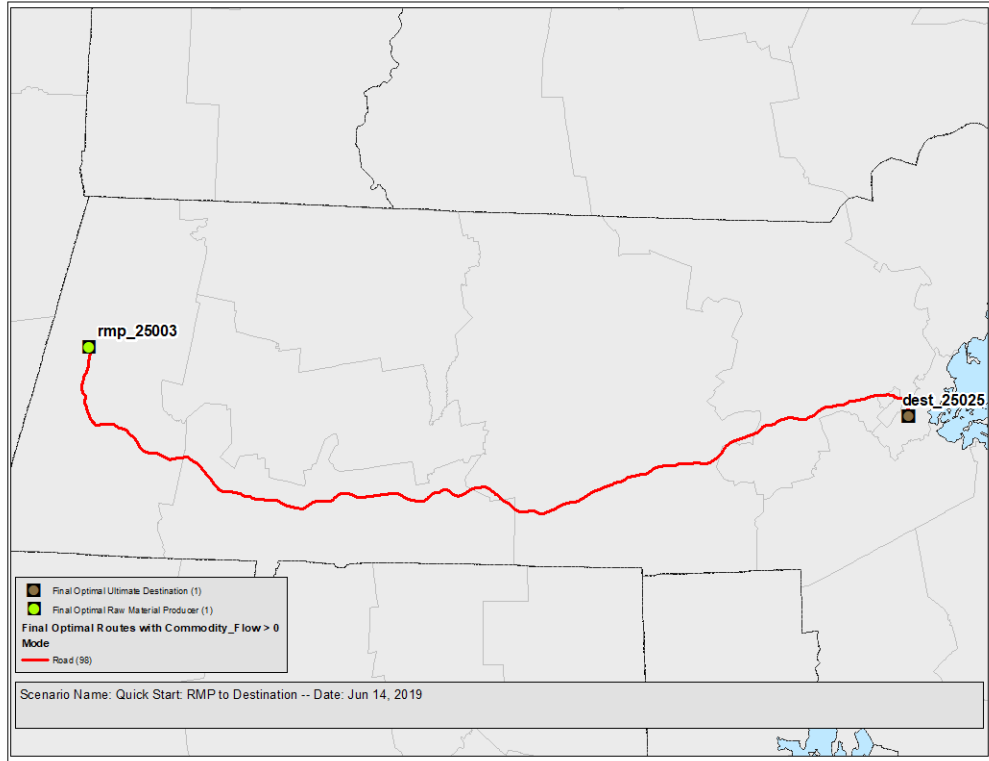 rmp_25003
dest_25025
Final Optimal Ultimate Destination (1)
Final Optimal Raw Material Producer (1)
Final Optimal Routes with Commodity_Flow > 0
Mode
Road (98)
Scenario Name: Quick Start: RMP to Destination -- Date: Jun 14, 2019